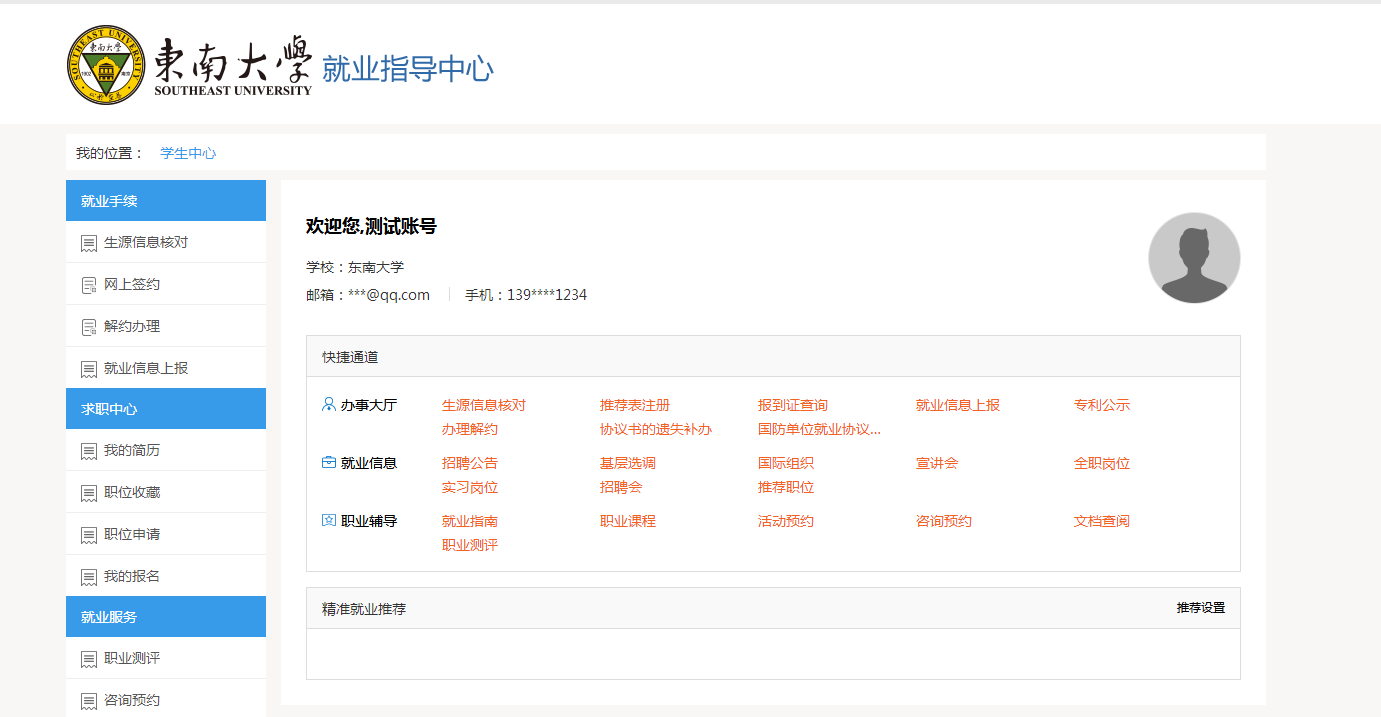 東南大學
SOUTHEAST UNIVERSITY
就业指导中心
我的位置： 学生中心
就业手续
生源信息核对
网上签约
解约办理
就业信息上报
求职中心
我的简历
职位收藏
职位申请
我的报名
就业服务
职业测评
咨询预约
欢迎您,测试账号
学校：东南大学
邮箱：***@qq.com 手机：139****1234
快捷通道
办事大厅 生源信息核对 推荐表注册 报到证查询 就业信息上报 专利公示
办理解约 协议书的遗失补办 国防单位就业协议...
就业信息 招聘公告 基层选调 国际组织 宣讲会 全职岗位
实习岗位 招聘会 推荐职位
职业辅导 就业指南 职业课程 活动预约 咨询预约 文档查阅
职业测评
精准就业推荐 推荐设置